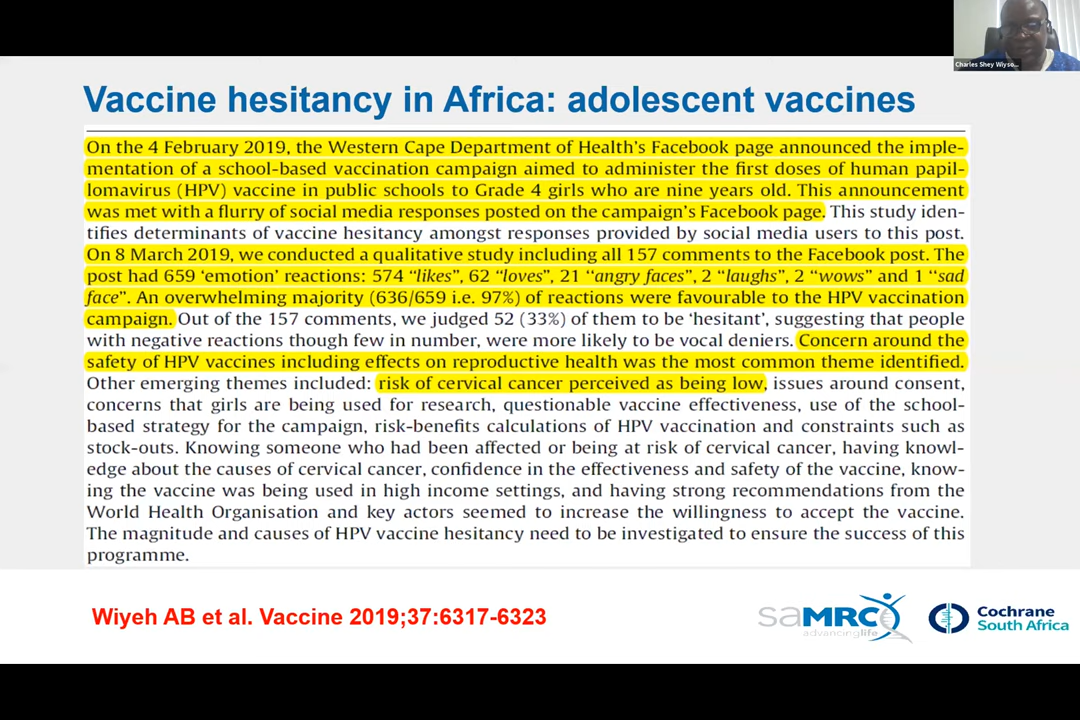 Charles Shey Wiyso...
Vaccine hesitancy in Africa: adolescent vaccines
On the 4 February 2019, the Western Cape Department of Health's Facebook page announced the imple-
mentation of a school-based vaccination campaign aimed to administer the first doses of human papil-
lomavirus (HPV) vaccine in public schools to Grade 4 girls who are nine years old. This announcement
was met with a flurry of social media responses posted on the campaign's Facebook page. This study iden-
tifies determinants of vaccine hesitancy amongst responses provided by social media users to this post.
On 8 March 2019, we conducted a qualitative study including all 157 comments to the Facebook post. The
post had 659 'emotion' reactions: 574 "likes", 62 "loves", 21 "angry faces", 2 "laughs", 2 "wows" and 1 "sad
face". An overwhelming majority (636/659 i.e. 97%) of reactions were favourable to the HPV vaccination
campaign. Out of the 157 comments, we judged 52 (33%) of them to be 'hesitant', suggesting that people
with negative reactions though few in number, were more likely to be vocal deniers. Concern around the
safety of HPV vaccines including effects on reproductive health was the most common theme identified.
Other emerging themes included: risk of cervical cancer perceived as being low, issues around consent,
concerns that girls are being used for research, questionable vaccine effectiveness, use of the school-
based strategy for the campaign, risk-benefits calculations of HPV vaccination and constraints such as
stock-outs. Knowing someone who had been affected or being at risk of cervical cancer, having knowl-
edge about the causes of cervical cancer, confidence in the effectiveness and safety of the vaccine, know-
ing the vaccine was being used in high income settings, and having strong recommendations from the
World Health Organisation and key actors seemed to increase the willingness to accept the vaccine.
The magnitude and causes of HPV vaccine hesitancy need to be investigated to ensure the success of this
programme.
Wiyeh AB et al. Vaccine 2019;37:6317-6323
saMRC
advancinglife
Cochrane
South Africa